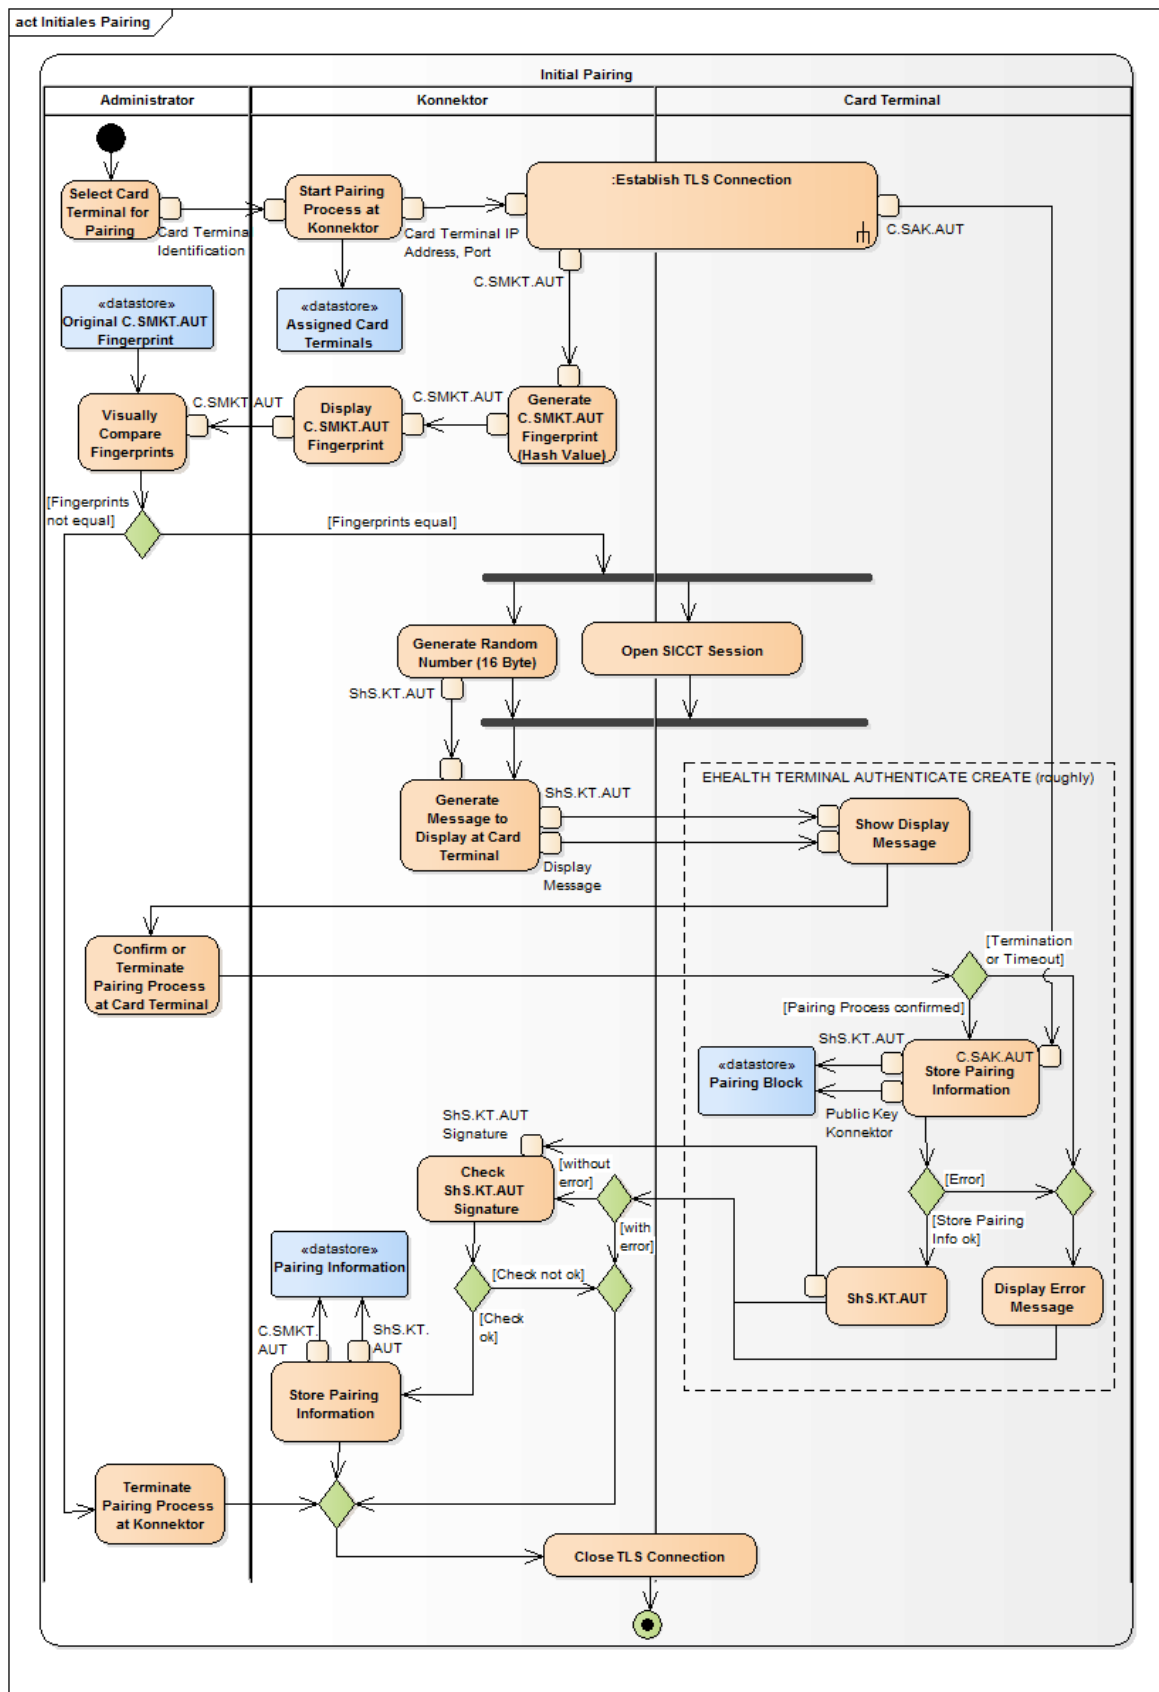 act Initiales Pairing
Initial Pairing
Administrator
Konnektor
Card Terminal
Select Card
Terminal for
Pairing
Card Terminal
Identification
Start Pairing
Process at
Konnektor
Card Terminal IP
Address, Port
:Establish TLS Connection
C.SAK.AUT
C.SMKT.AUT
«datastore»
Original C.SMKT.AUT
Fingerprint
«datastore»
Assigned Card
Terminals
Visually
Compare
Fingerprints
C.SMKT.AUT
Display
C.SMKT.AUT
Fingerprint
C.SMKT.AUT
Generate
C.SMKT.AUT
Fingerprint
(Hash Value)
[Fingerprints
not equal]
[Fingerprints equal]
Generate Random
Number (16 Byte)
Open SICCT Session
ShS.KT.AUT
EHEALTH TERMINAL AUTHENTICATE CREATE (roughly)
Generate
Message to
Display at Card
Terminal
ShS.KT.AUT
Display
Message
Show Display
Message
Confirm or
Terminate
Pairing Process
at Card Terminal
[Termination
or Timeout]
[Pairing Process confirmed]
ShS.KT.AUT
C.SAK.AUT
Store Pairing
Information
«datastore»
Pairing Block
Public Key
Konnektor
ShS.KT.AUT
Signature
Check
ShS.KT.AUT
Signature
[without
error]
[with
error]
[Error]
[Store Pairing
Info ok]
«datastore»
Pairing Information
[Check not ok]
[Check
ok]
ShS.KT.AUT
Display Error
Message
C.SMKT.
AUT
ShS.KT.
AUT
Store Pairing
Information
Terminate
Pairing Process
at Konnektor
Close TLS Connection